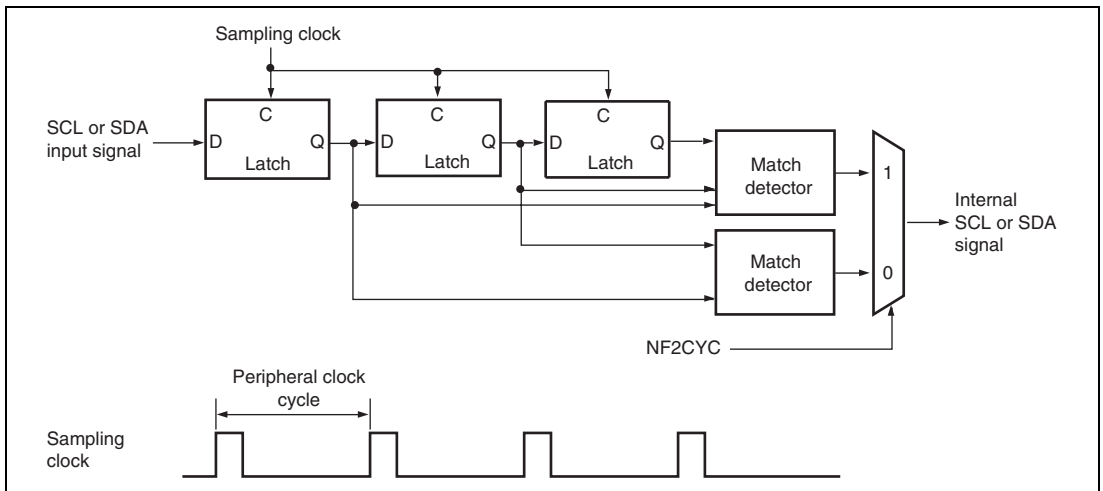 Sampling clock
SCL or SDA
input signal
D
C
Q
Latch
D
C
Q
Latch
D
C
Q
Latch
Match
detector
Match
detector
1
0
Internal
SCL or SDA
signal
NF2CYC
Peripheral clock
cycle
Sampling
clock